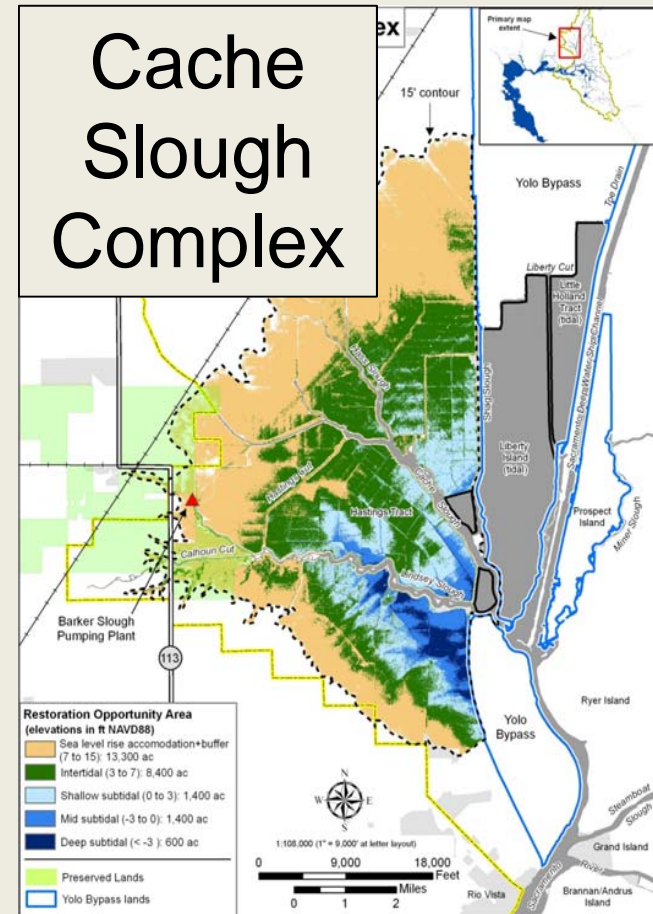 Cache
Slough
Complex
ex
Primary map
extent
15' contour
Yolo Bypass
Toe Drain
Liberty Cut
Little
Holland
Tract
(tidal)
Sacramento Deep Water Ship Channel
Hass Slough
Shag Slough
Liberty
Island
(tidal)
Cache Slough
Hastings Cut
Hastings Tract
Prospect
Island
Miner Slough
Calhoun Cut
Lindsey Slough
Barker Slough
Pumping Plant
113
Ryer Island
Yolo
Bypass
Restoration Opportunity Area
(elevations in ft NAVD88)
Sea level rise accomodation+buffer
(7 to 15): 13,300 ac
Intertidal (3 to 7): 8,400 ac
Shallow subtidal (0 to 3): 1,400 ac
Mid subtidal (-3 to 0): 1,400 ac
Deep subtidal (< -3 ): 600 ac
Preserved Lands
Yolo Bypass lands
N
W E
S
1:108,000 (1" = 9,000' at letter layout)
0 9,000 18,000
Feet
Miles
0 1 2
Steamboat
Slough
Grand Island
Sacramento River
Rio Vista
Brannan/Andrus
Island